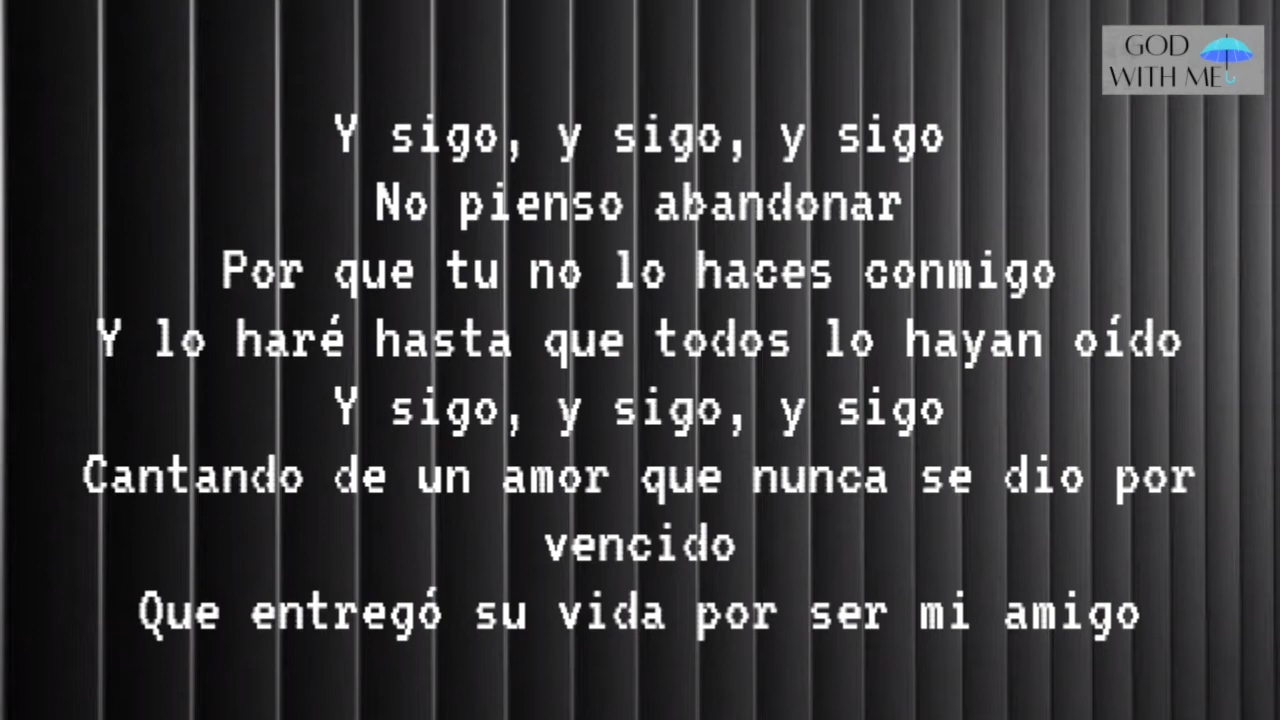 GOD
WITH ME
Y sigo, y sigo, y sigo
No pienso abandonar
Por que tu no lo haces conmigo
Y lo haré hasta que todos lo hayan oído
Y sigo, y sigo, y sigo
Cantando de un amor que nunca se dio por
vencido
Que entregó su vida por ser mi amigo